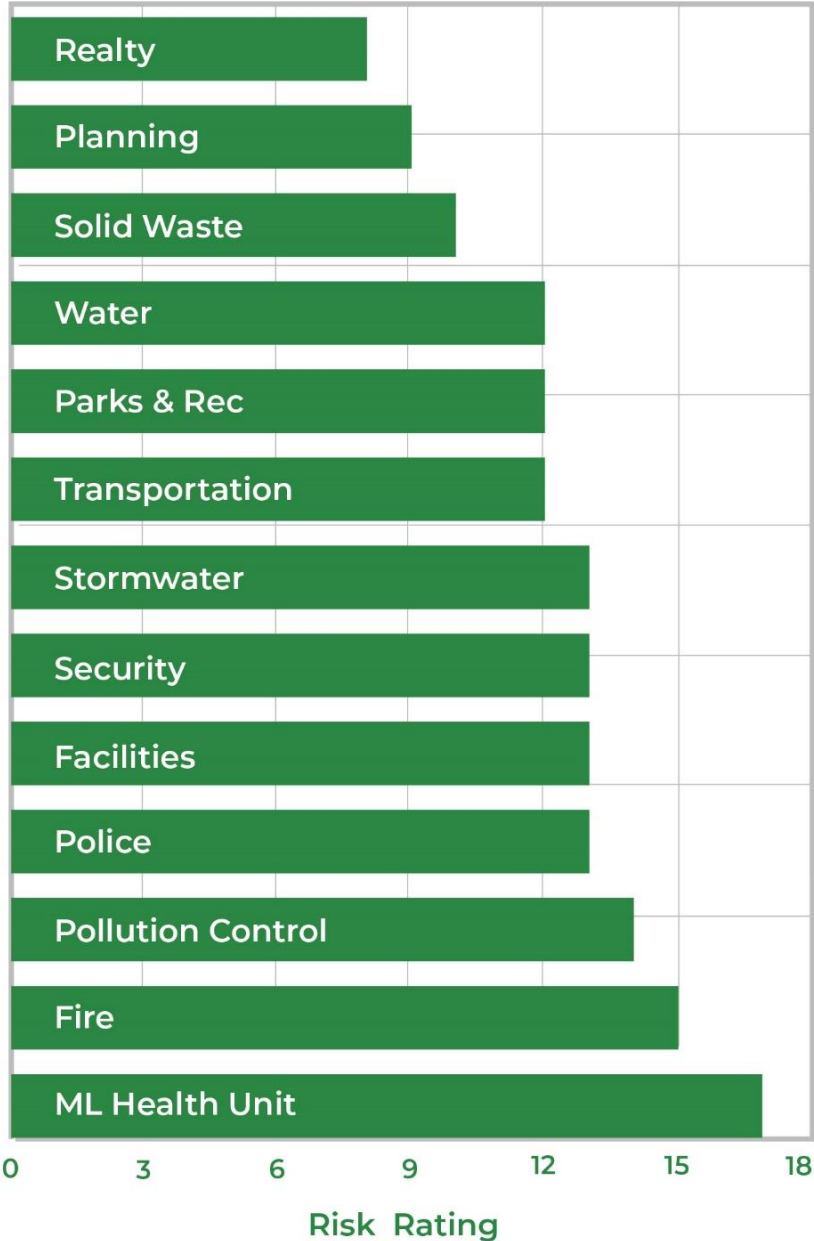 Realty
Planning
Solid Waste
Water
Parks & Rec
Transportation
Stormwater
Security
Facilities
Police
Pollution Control
Fire
ML Health Unit
0 3 6 9 12 15 18
Risk Rating